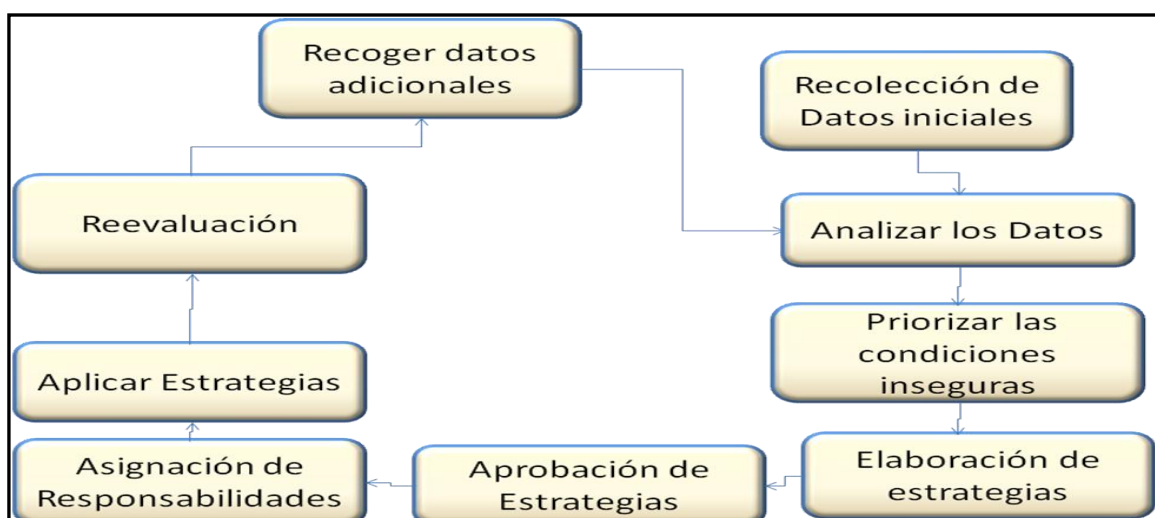 Recoger datos
adicionales
Recolección de
Datos iniciales
Reevaluación
Analizar los Datos
Priorizar las
condiciones
inseguras
Aplicar Estrategias
Asignación de
Responsabilidades
Aprobación de
Estrategias
Elaboración de
estrategias